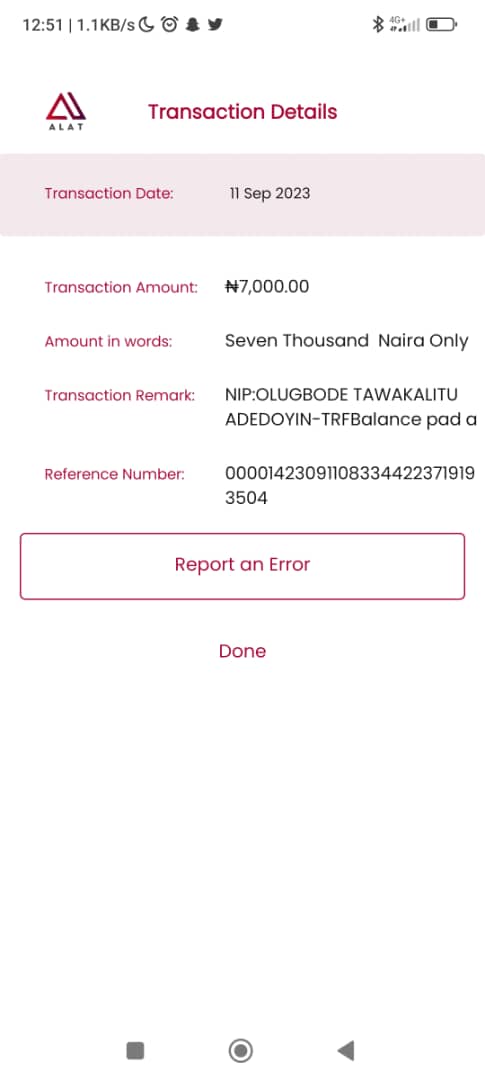 12:51 | 1.1KB/s
4G+
ALAT
Transaction Details
Transaction Date:
11 Sep 2023
Transaction Amount:
₦7,000.00
Amount in words:
Seven Thousand Naira Only
Transaction Remark:
NIP:OLUGBODE TAWAKALITU
ADEDOYIN-TRFBalance pad a
Reference Number:
00001423091108334422371919
3504
Report an Error
Done